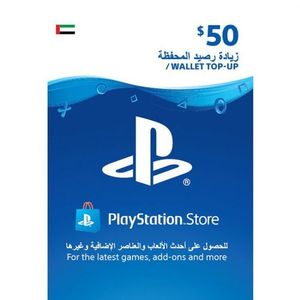 $50
زيادة رصيد المحفظة
/ WALLET TOP-UP
®
PlayStation®Store
للحصول على أحدث الألعاب والعناصر الإضافية وغيرها
For the latest games, add-ons and more